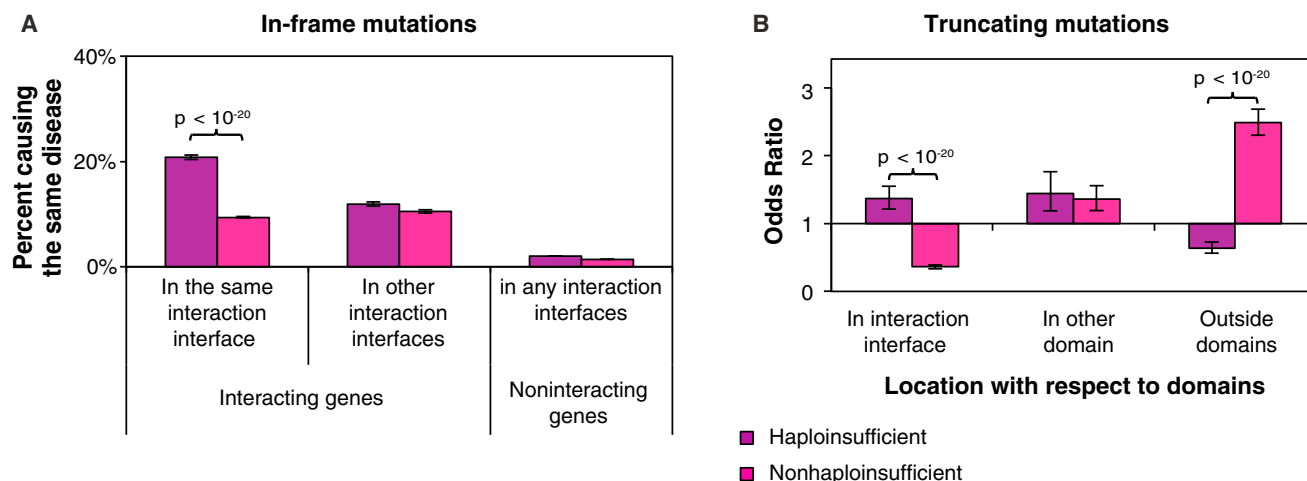 A
In-frame mutations
Percent causing
the same disease
40%
20%
0%
p < 10⁻²⁰
In the same
interaction
interface
In other
interaction
interfaces
in any interaction
interfaces
Interacting genes
Noninteracting
genes
B
Truncating mutations
Odds Ratio
3
2
1
0
p < 10⁻²⁰
p < 10⁻²⁰
In interaction
interface
In other
domain
Outside
domains
Location with respect to domains
Haploinsufficient
Nonhaploinsufficient